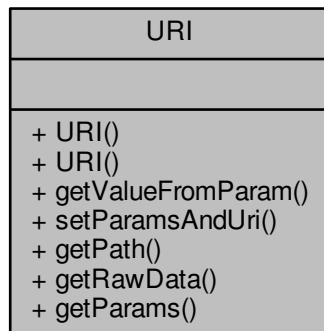 URI
+ URI()
+ URI()
+ getValueFromParam()
+ setParamsAndUri()
+ getPath()
+ getRawData()
+ getParams()